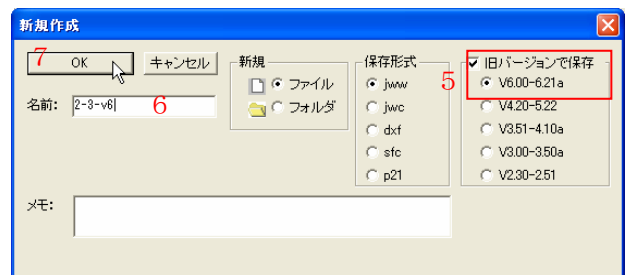 新規作成
7 OK
キャンセル
名前: 2-3-v6 6
新規
ファイル
フォルダ
保存形式
jww
jwc
dxf
sfc
p21
5
旧バージョンで保存
V6.00-6.21a
V4.20-5.22
V3.51-4.10a
V3.00-3.50a
V2.30-2.51
メモ: